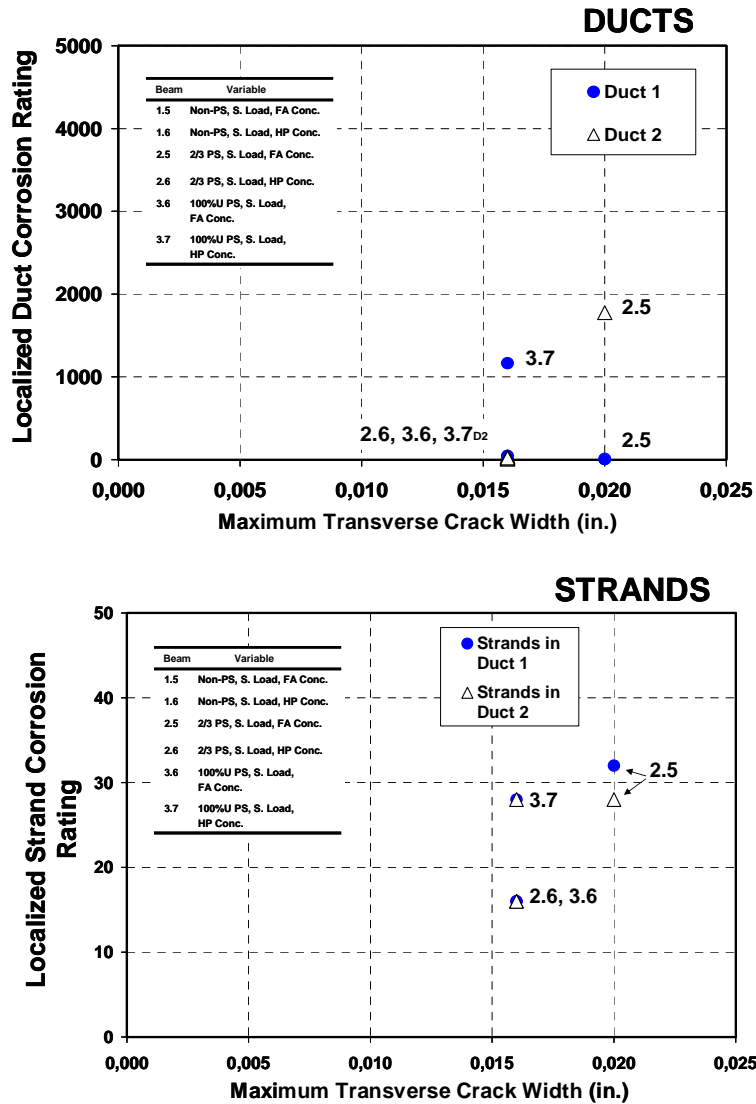 DUCTS
5000
4000
3000
2000
1000
0
Localized Duct Corrosion Rating
Beam Variable
1.5 Non-PS, S. Load, FA Conc.
1.6 Non-PS, S. Load, HP Conc.
2.5 2/3 PS, S. Load, FA Conc.
2.6 2/3 PS, S. Load, HP Conc.
3.6 100%U PS, S. Load,
FA Conc.
3.7 100%U PS, S. Load,
HP Conc.
Duct 1
Duct 2
2.5
3.7
2.6, 3.6, 3.7D2
2.5
0,000 0,005 0,010 0,015 0,020 0,025
Maximum Transverse Crack Width (in.)
STRANDS
50
40
30
20
10
0
Localized Strand Corrosion
Rating
Beam Variable
1.5 Non-PS, S. Load, FA Conc.
1.6 Non-PS, S. Load, HP Conc.
2.5 2/3 PS, S. Load, FA Conc.
2.6 2/3 PS, S. Load, HP Conc.
3.6 100%U PS, S. Load,
FA Conc.
3.7 100%U PS, S. Load,
HP Conc.
Strands in
Duct 1
Strands in
Duct 2
2.5
3.7
2.6, 3.6
0,000 0,005 0,010 0,015 0,020 0,025
Maximum Transverse Crack Width (in.)